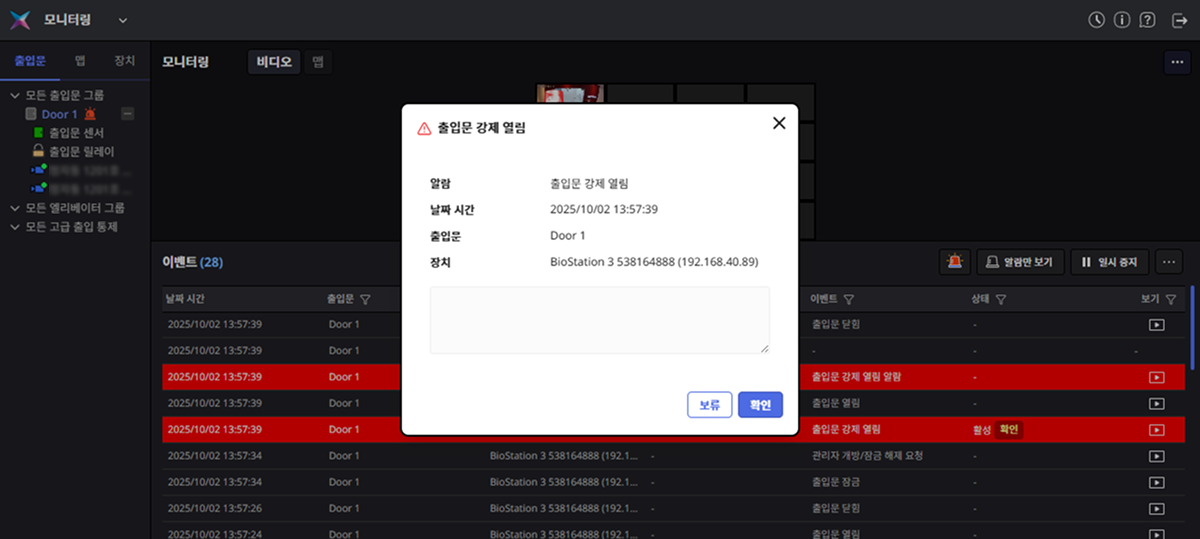 모니터링
출입문 맵 장치
모든 출입문 그룹
Door 1
출입문 센서
출입문 릴레이
모든 엘리베이터 그룹
모든 고급 출입 통제
모니터링 비디오 맵
출입문 강제 열림
알람 출입문 강제 열림
날짜 시간 2025/10/02 13:57:39
출입문 Door 1
장치 BioStation 3 538164888 (192.168.40.89)
보류 확인
이벤트 (28) 알람만 보기 일시 중지
날짜 시간 출입문 이벤트 상태 보기
2025/10/02 13:57:39 Door 1 출입문 닫힘 -
2025/10/02 13:57:39 Door 1 - - -
2025/10/02 13:57:39 Door 1 출입문 강제 열림 알람 -
2025/10/02 13:57:39 Door 1 출입문 열림 -
2025/10/02 13:57:39 Door 1 출입문 강제 열림 활성 확인
2025/10/02 13:57:34 Door 1 BioStation 3 538164888 (192.1... - 관리자 개방/잠금 해제 요청 -
2025/10/02 13:57:34 Door 1 BioStation 3 538164888 (192.1... - 출입문 잠금 -
2025/10/02 13:57:26 Door 1 BioStation 3 538164888 (192.1... - 출입문 닫힘 -
2025/10/02 13:57:24 Door 1 BioStation 3 538164888 (192.1... - 출입문 열림 -